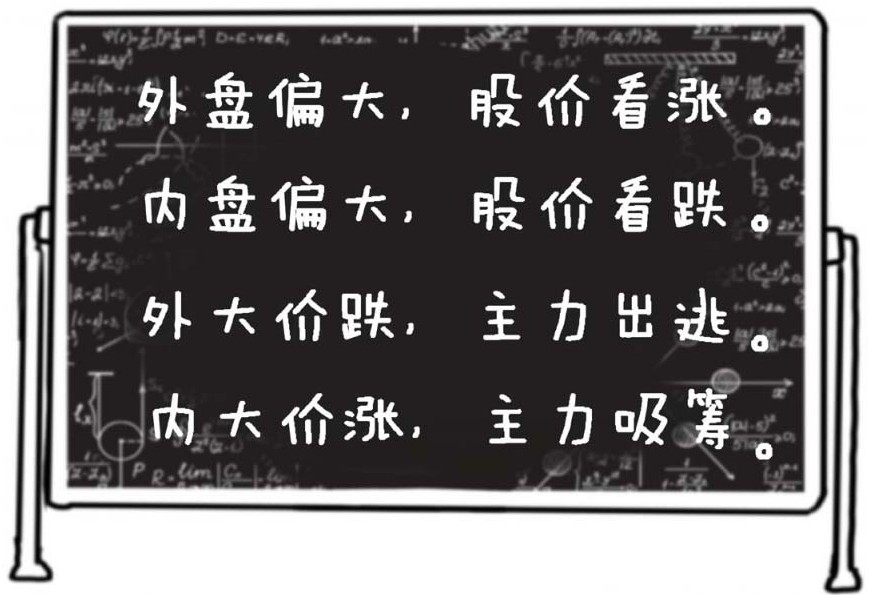 外盘偏大，股价看涨。
内盘偏大，股价看跌。
外大价跌，主力出逃。
内大价涨，主力吸筹。